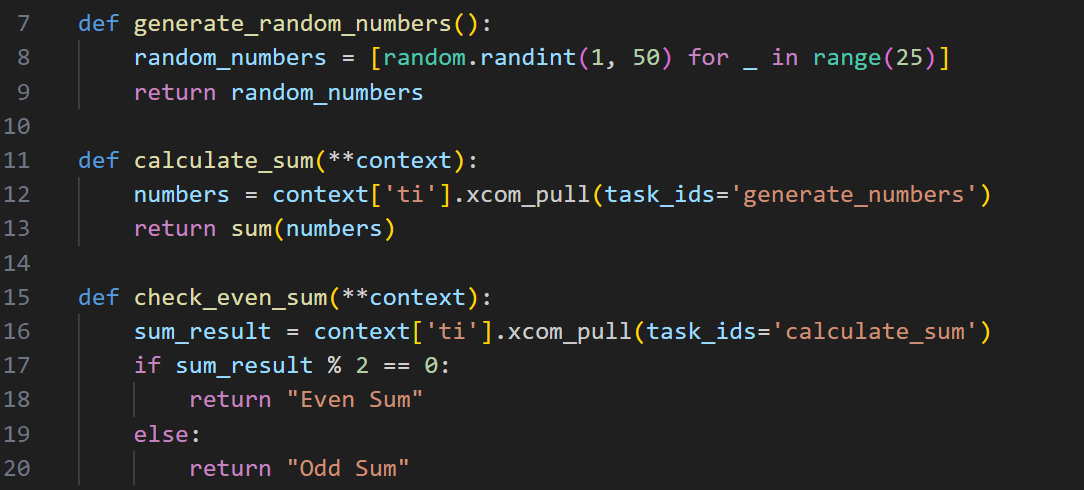 7 def generate_random_numbers():
8     random_numbers = [random.randint(1, 50) for _ in range(25)]
9     return random_numbers
10
11 def calculate_sum(**context):
12     numbers = context['ti'].xcom_pull(task_ids='generate_numbers')
13     return sum(numbers)
14
15 def check_even_sum(**context):
16     sum_result = context['ti'].xcom_pull(task_ids='calculate_sum')
17     if sum_result % 2 == 0:
18         return "Even Sum"
19     else:
20         return "Odd Sum"